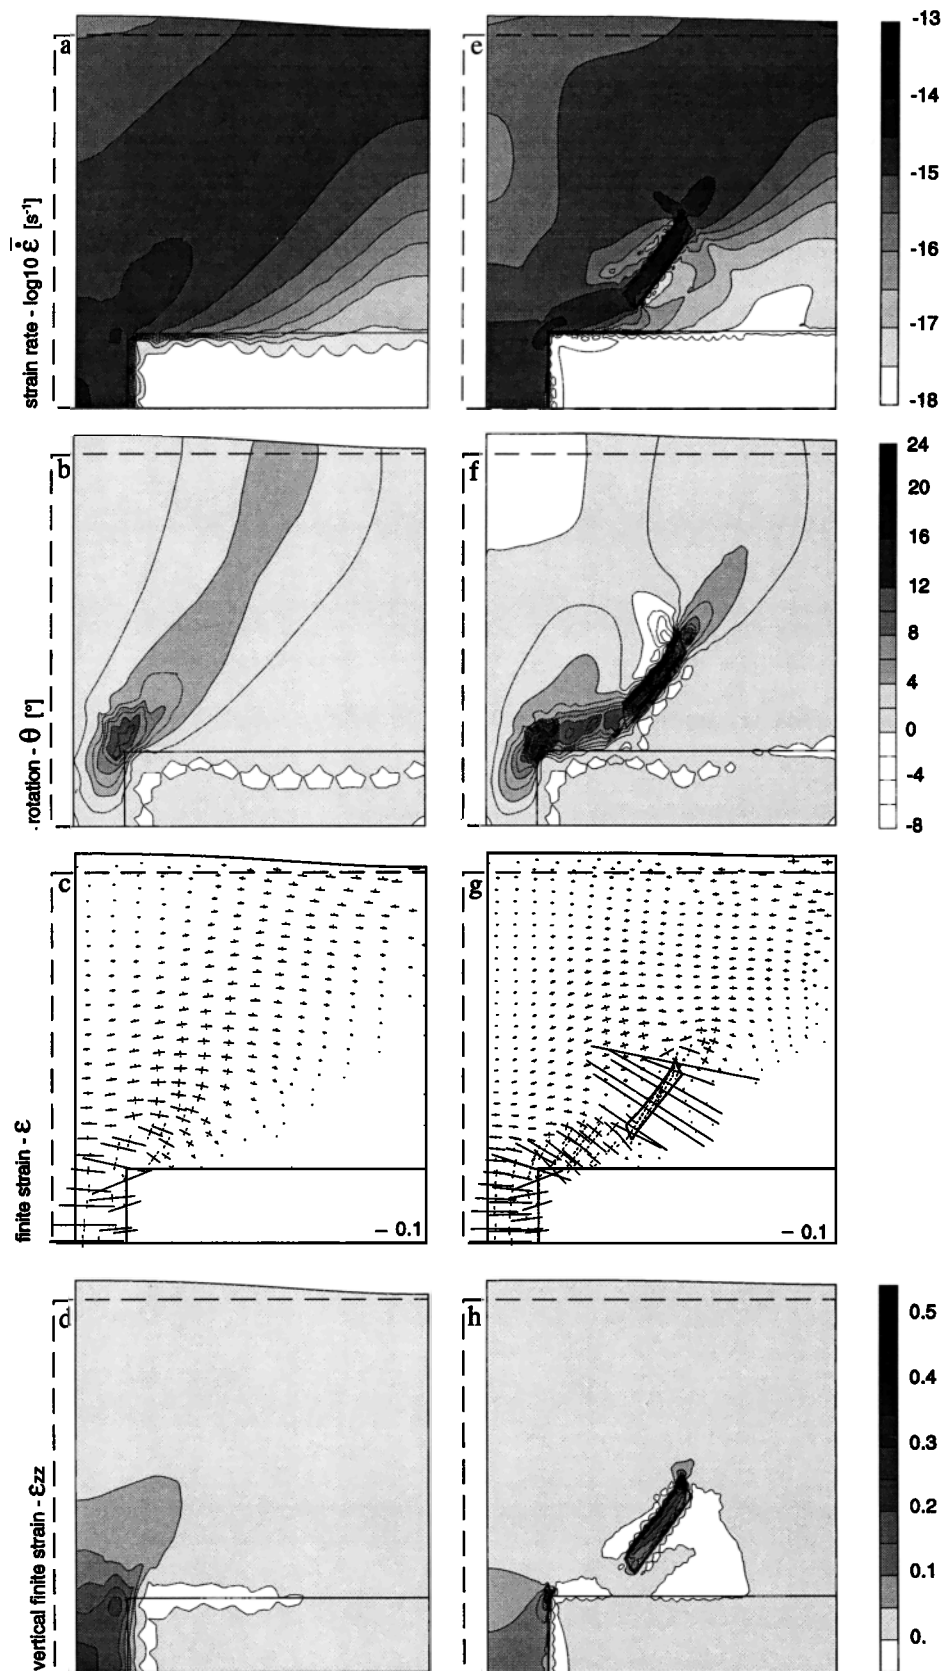 a
e
-13
-14
-15
-16
-17
-18
strain rate - log10 ε̇ [s⁻¹]
b
f
24
20
16
12
8
4
0
-4
-8
rotation - θ [°]
c
g
finite strain - ε
– 0.1
– 0.1
d
h
0.5
0.4
0.3
0.2
0.1
0.
vertical finite strain - εzz